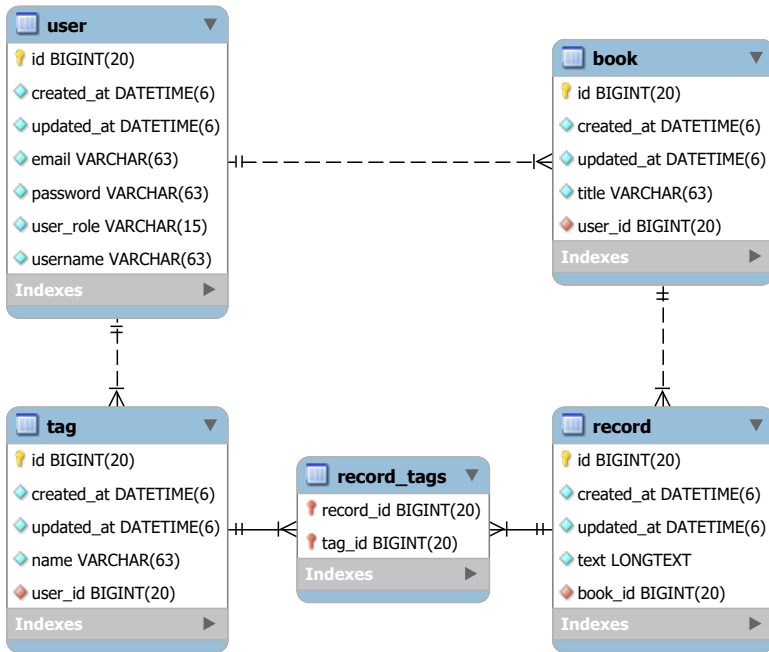 user
id BIGINT(20)
created_at DATETIME(6)
updated_at DATETIME(6)
email VARCHAR(63)
password VARCHAR(63)
user_role VARCHAR(15)
username VARCHAR(63)
Indexes
book
id BIGINT(20)
created_at DATETIME(6)
updated_at DATETIME(6)
title VARCHAR(63)
user_id BIGINT(20)
Indexes
tag
id BIGINT(20)
created_at DATETIME(6)
updated_at DATETIME(6)
name VARCHAR(63)
user_id BIGINT(20)
Indexes
record_tags
record_id BIGINT(20)
tag_id BIGINT(20)
Indexes
record
id BIGINT(20)
created_at DATETIME(6)
updated_at DATETIME(6)
text LONGTEXT
book_id BIGINT(20)
Indexes